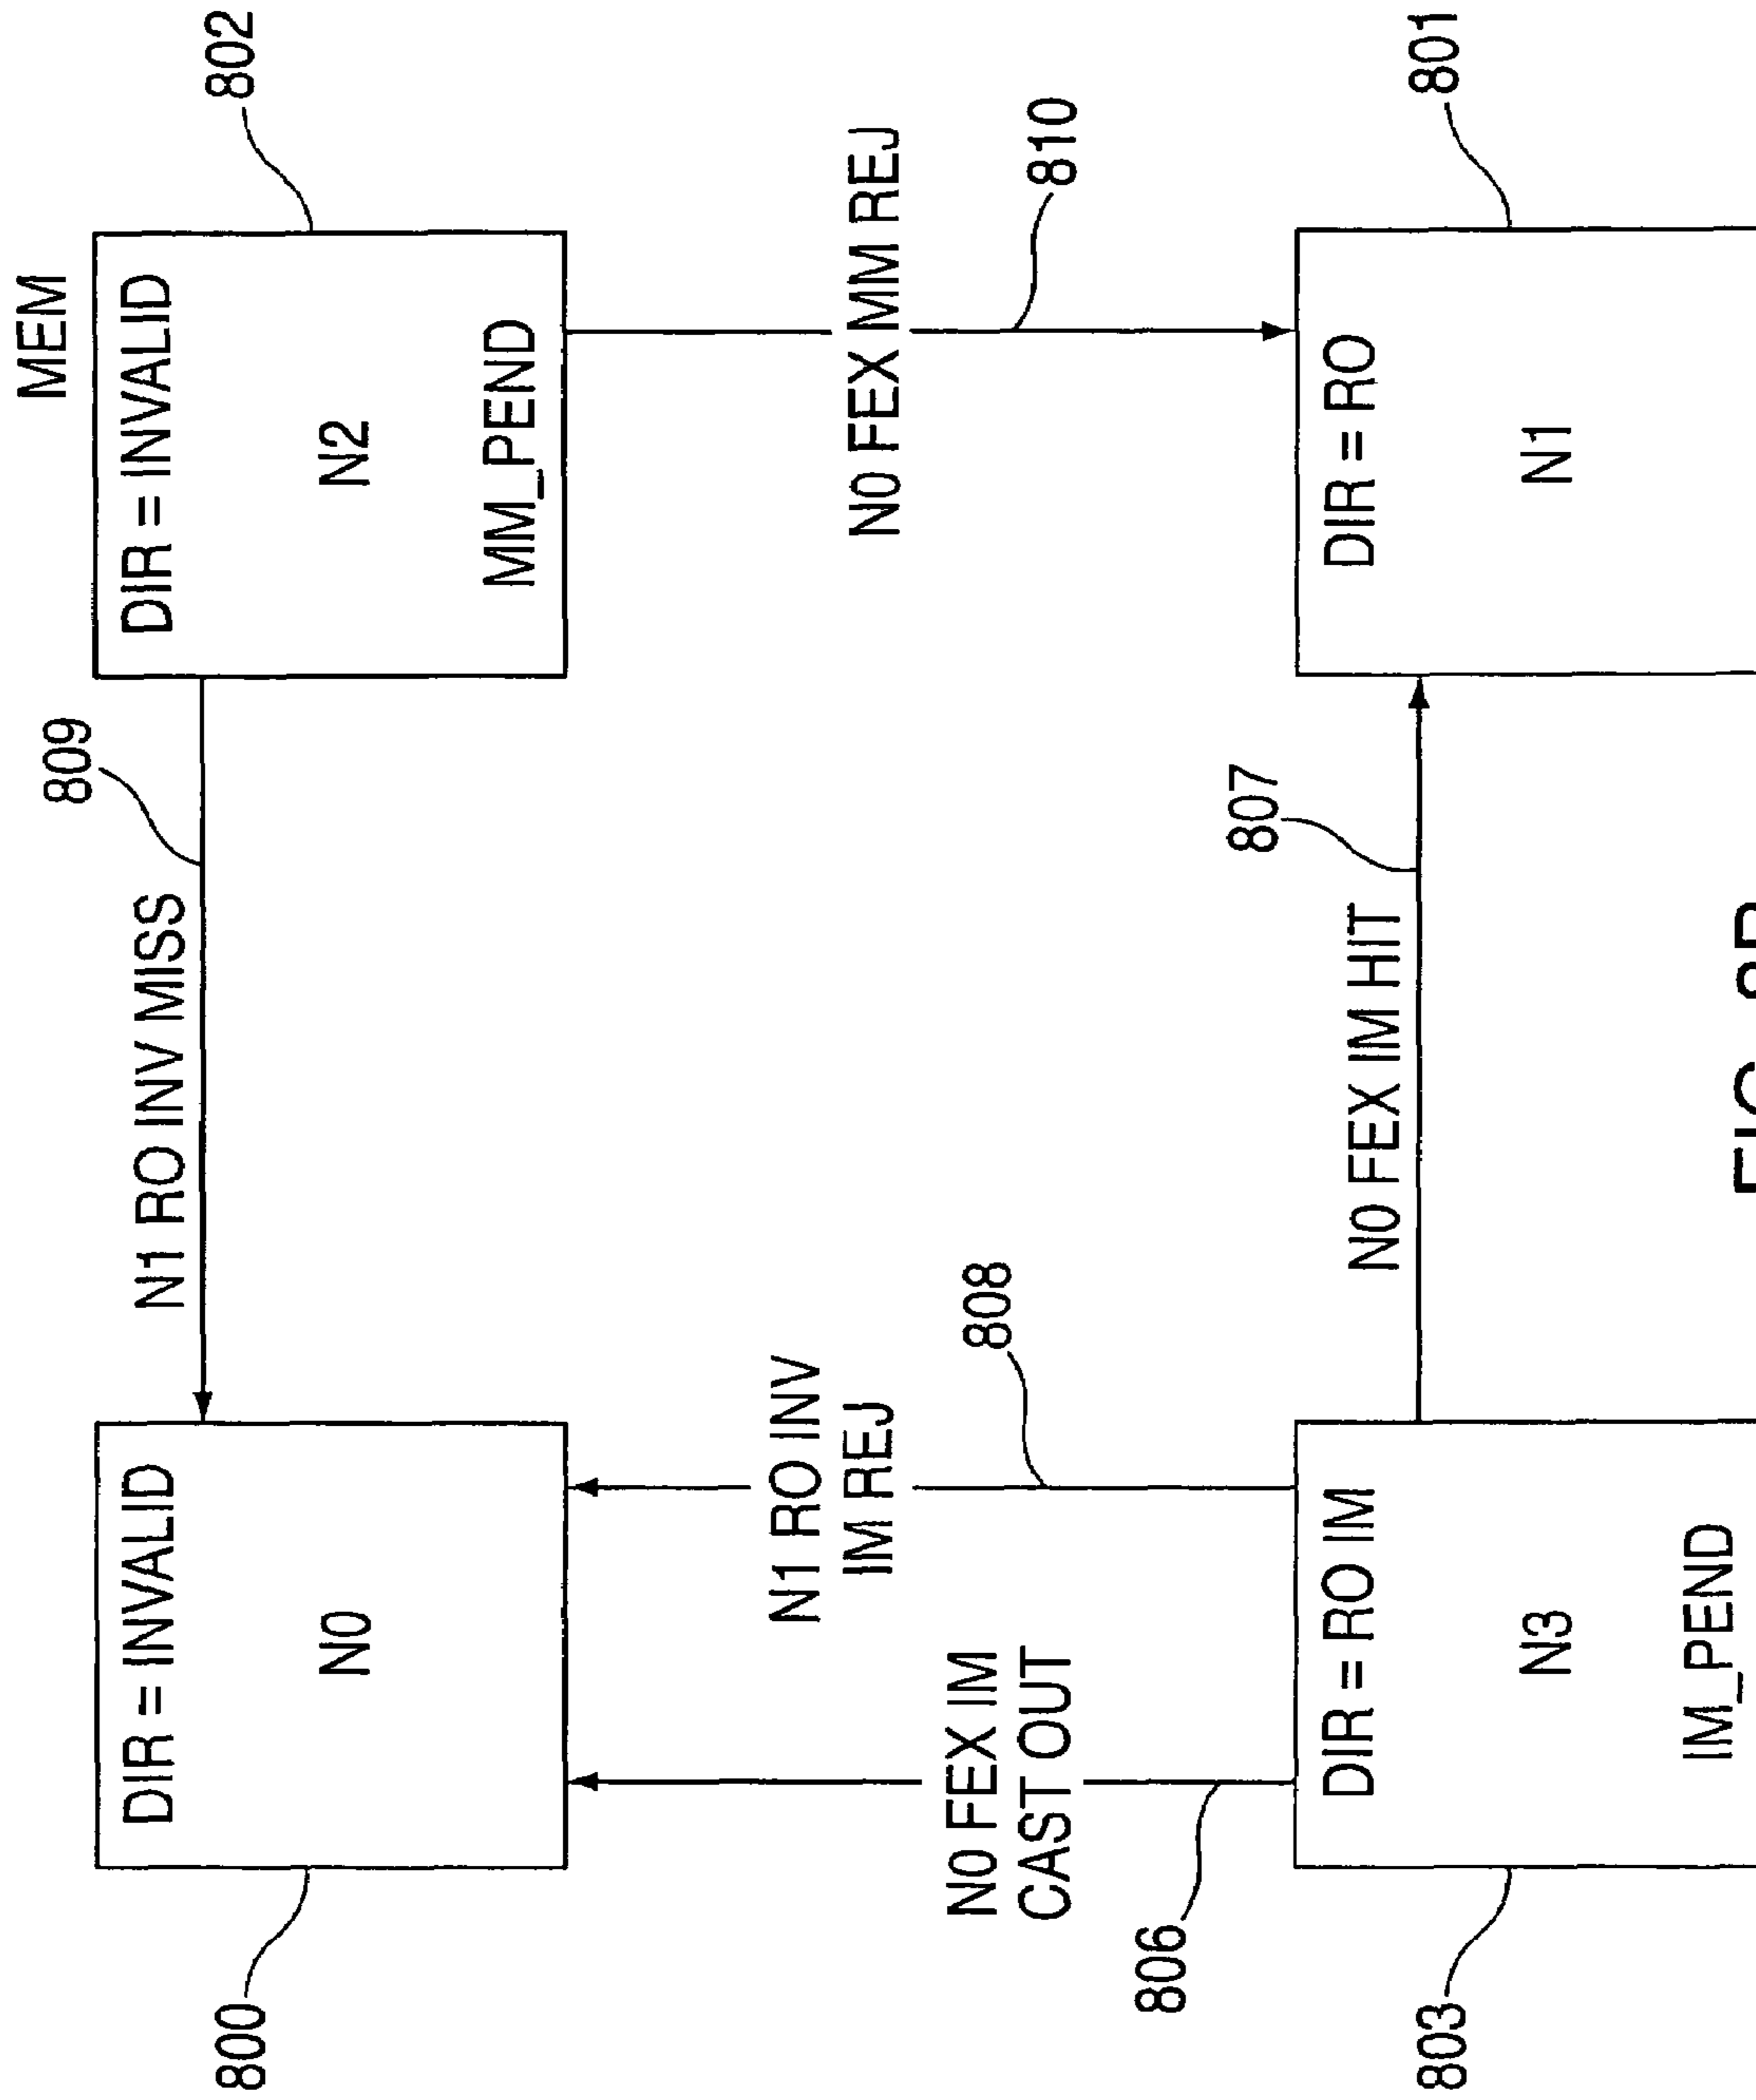 MEM
809
DIR = INVALID
N1 RO INV MISS
DIR = INVALID
800
802
N0
N2
MM_PEND
N1 RO INV
IM REJ
N0 FEX MM REJ
N0 FEX IM
CAST OUT
808
810
806
807
DIR = RO IM
N0 FEX IM HIT
DIR = RO
803
801
N3
N1
IM_PEND